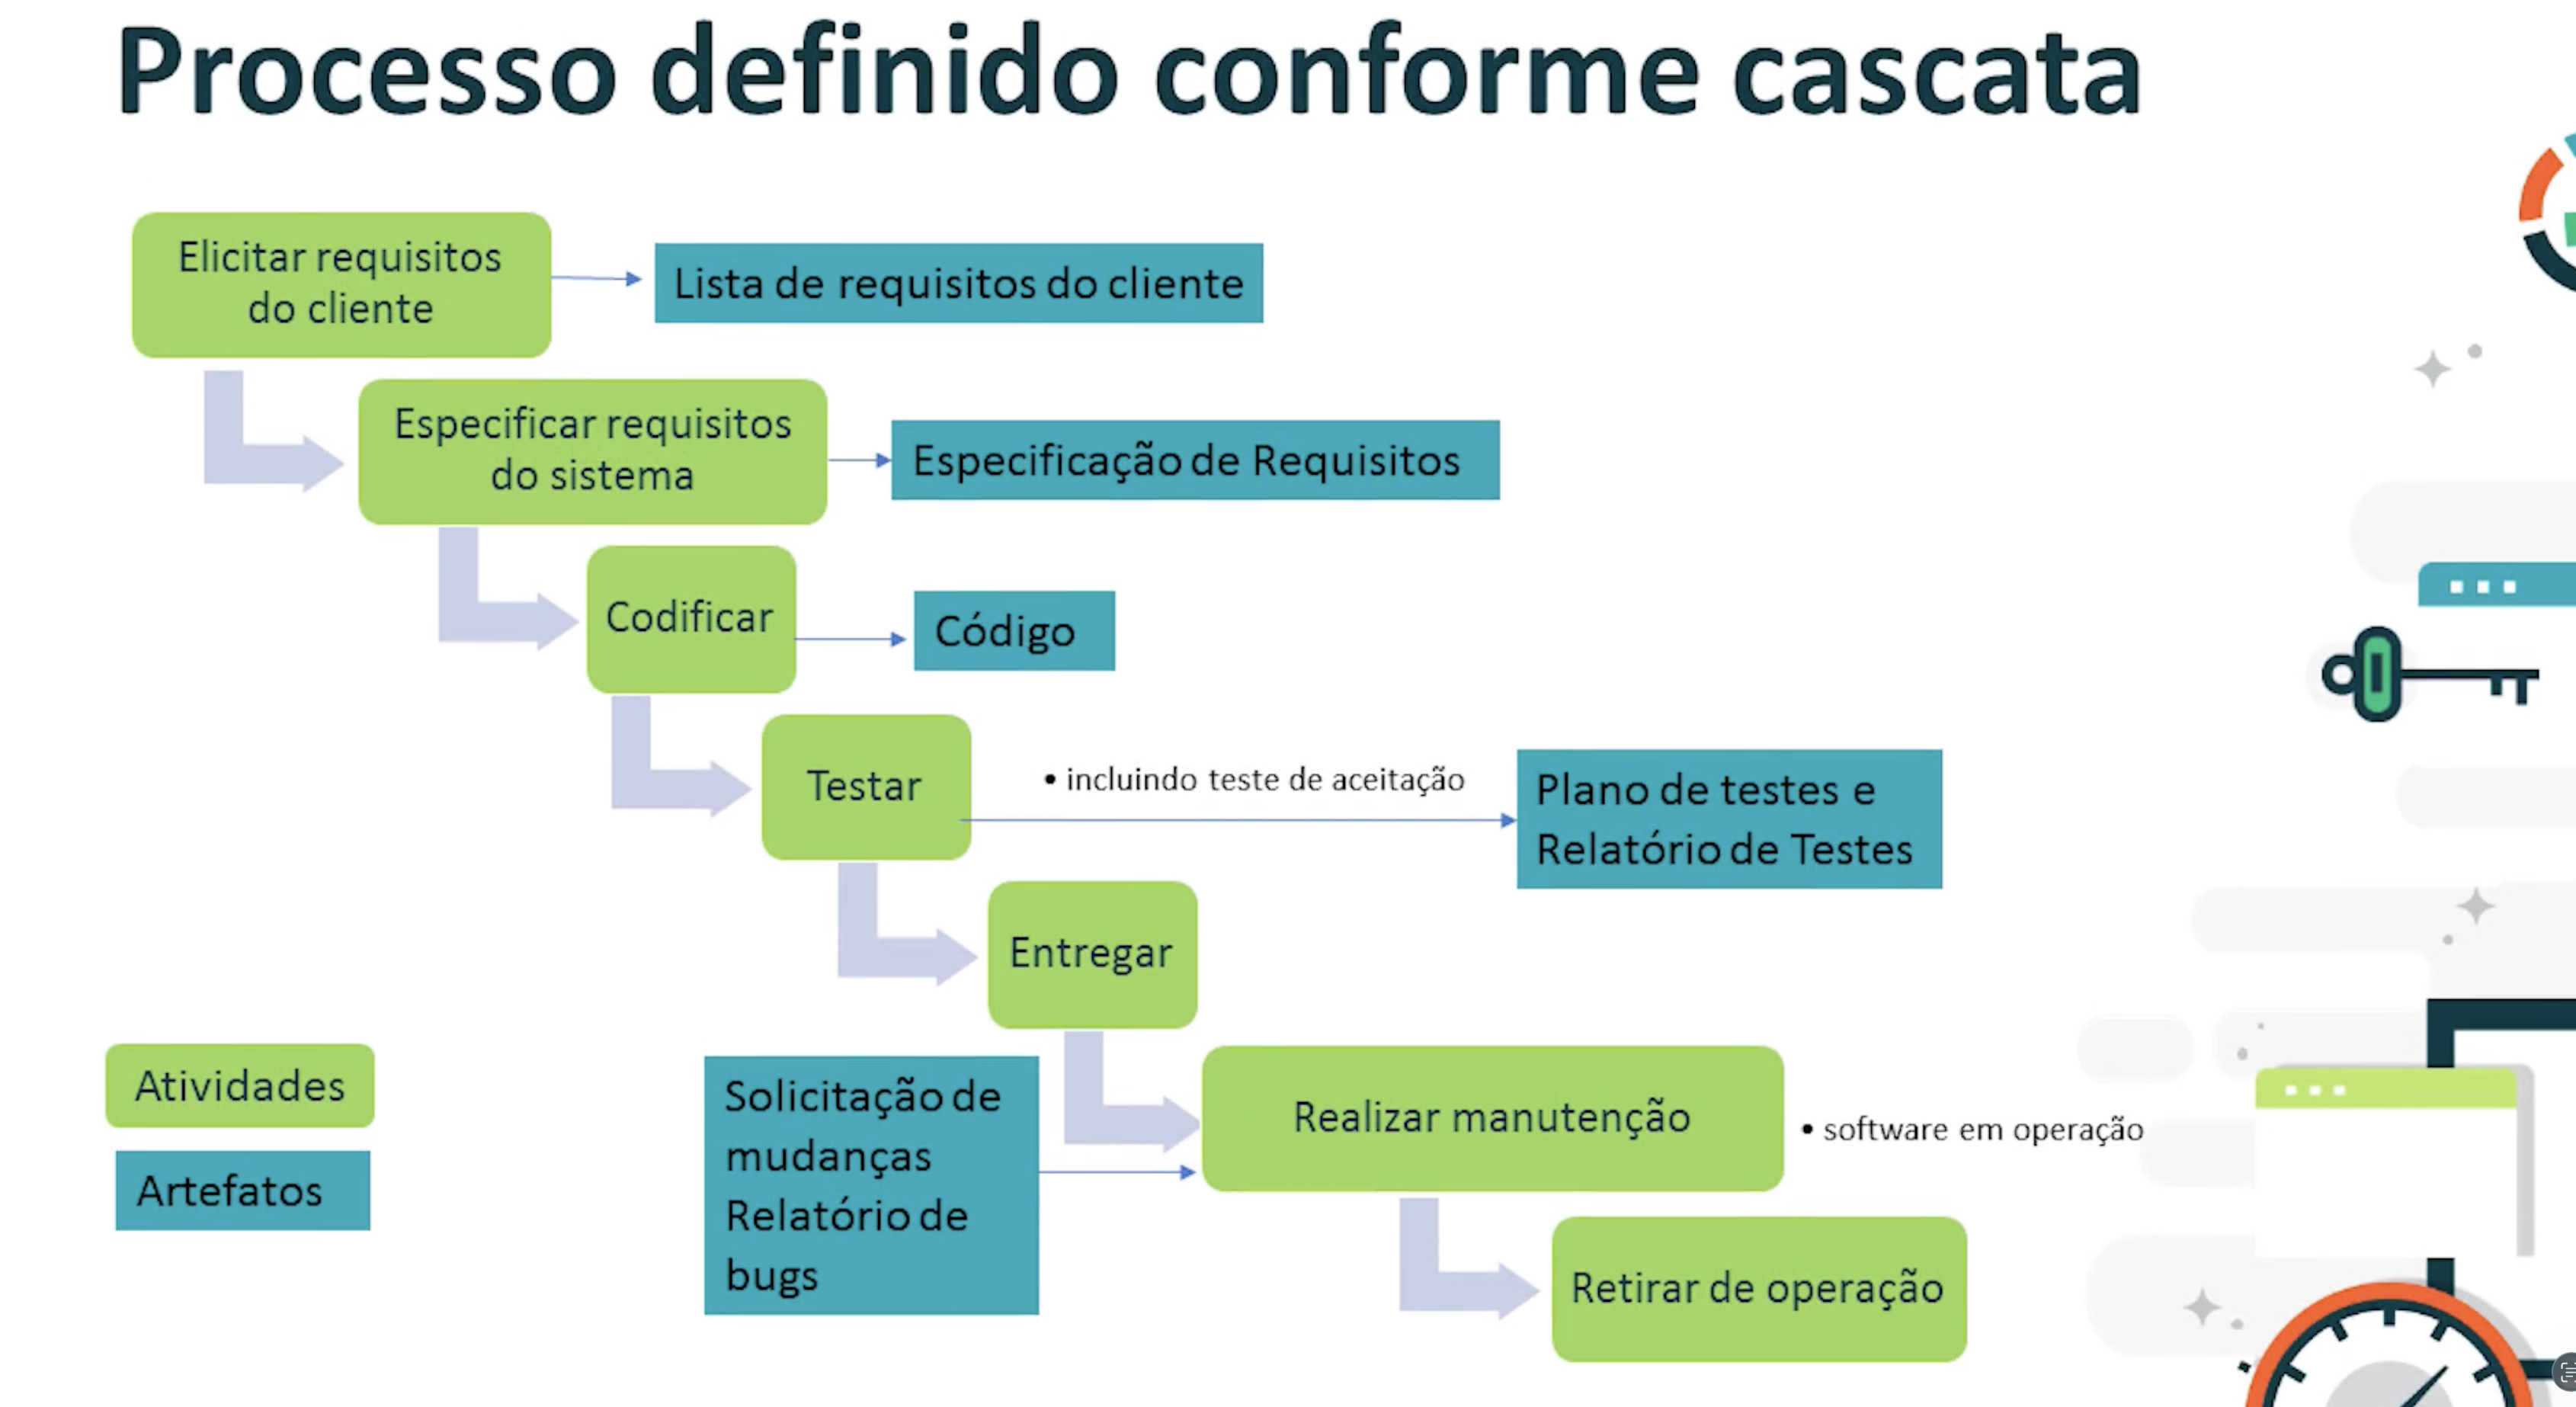 Processo definido conforme cascata
Elicitar requisitos
do cliente
Lista de requisitos do cliente
Especificar requisitos
do sistema
Especificação de Requisitos
Codificar
Código
Testar
• incluindo teste de aceitação
Plano de testes e
Relatório de Testes
Entregar
Atividades
Artefatos
Solicitação de
mudanças
Relatório de
bugs
Realizar manutenção
• software em operação
Retirar de operação